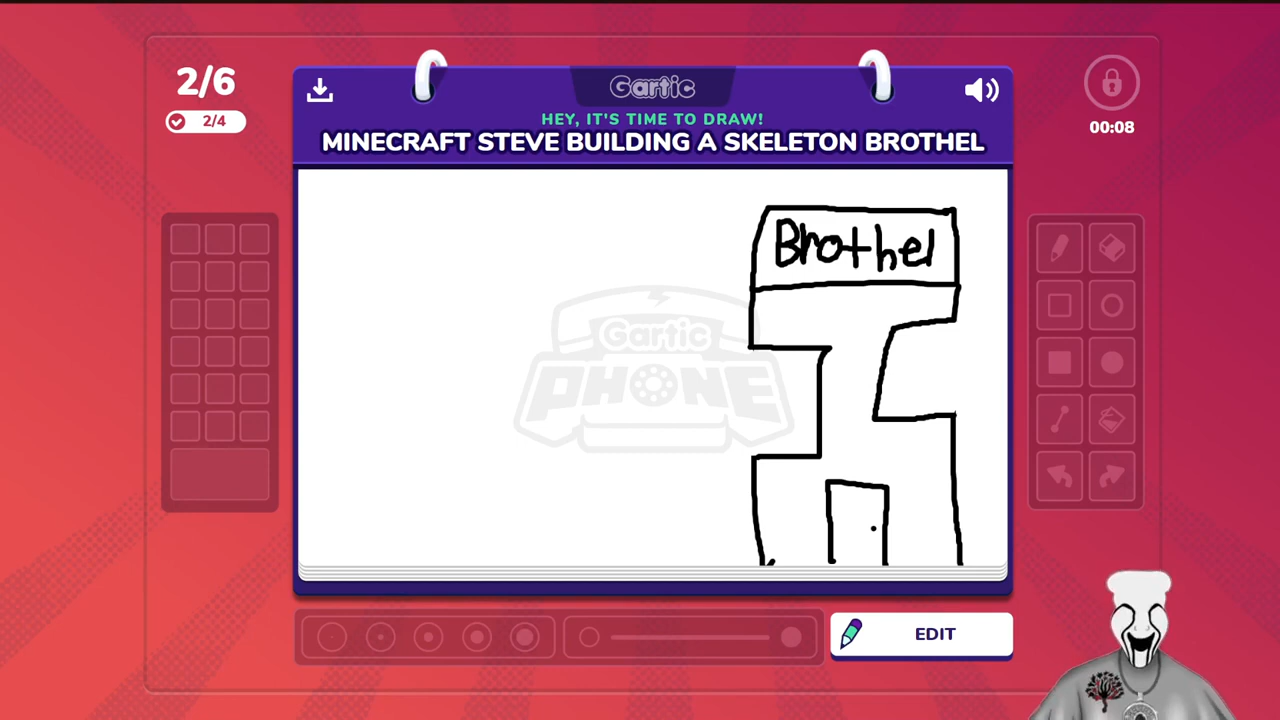 2/6
2/4
Gartic
HEY, IT'S TIME TO DRAW!
MINECRAFT STEVE BUILDING A SKELETON BROTHEL
00:08
Brothel
Gartic
PHONE
EDIT